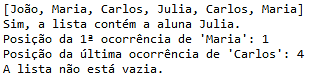 [João, Maria, Carlos, Julia, Carlos, Maria]
Sim, a lista contém a aluna Julia.
Posição da 1ª ocorrência de 'Maria': 1
Posição da última ocorrência de 'Carlos': 4
A lista não está vazia.